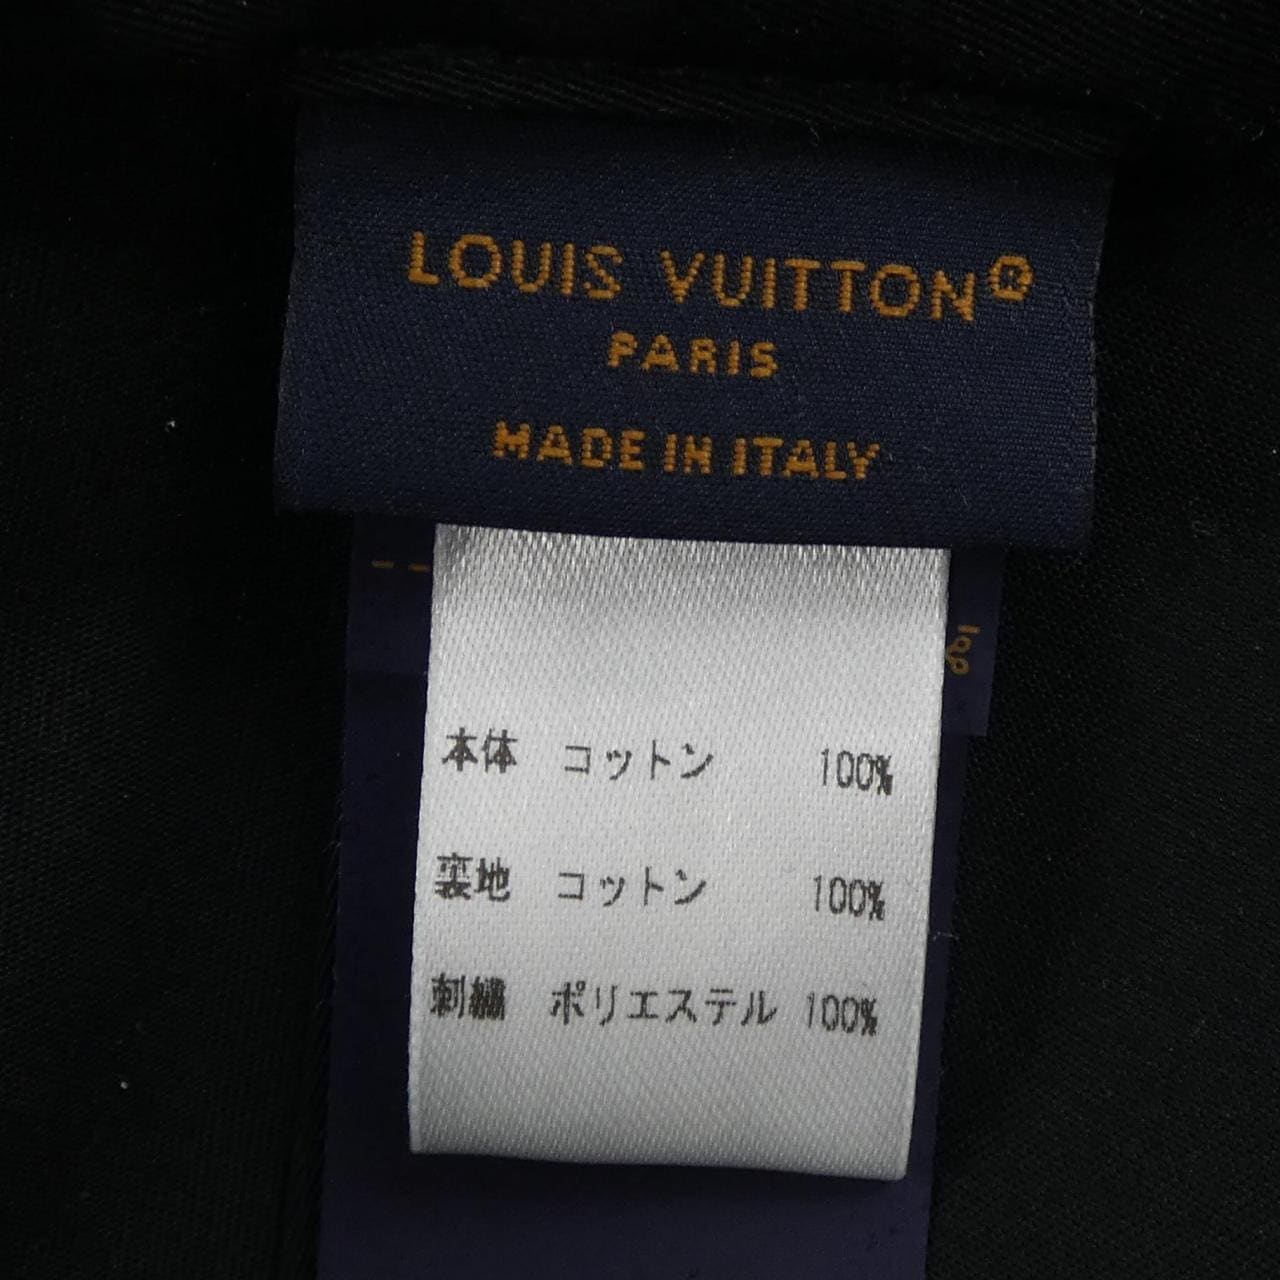 LOUIS VUITTON®
PARIS
MADE IN ITALY
本体 コットン 100%
裏地 コットン 100%
刺繍 ポリエステル 100%